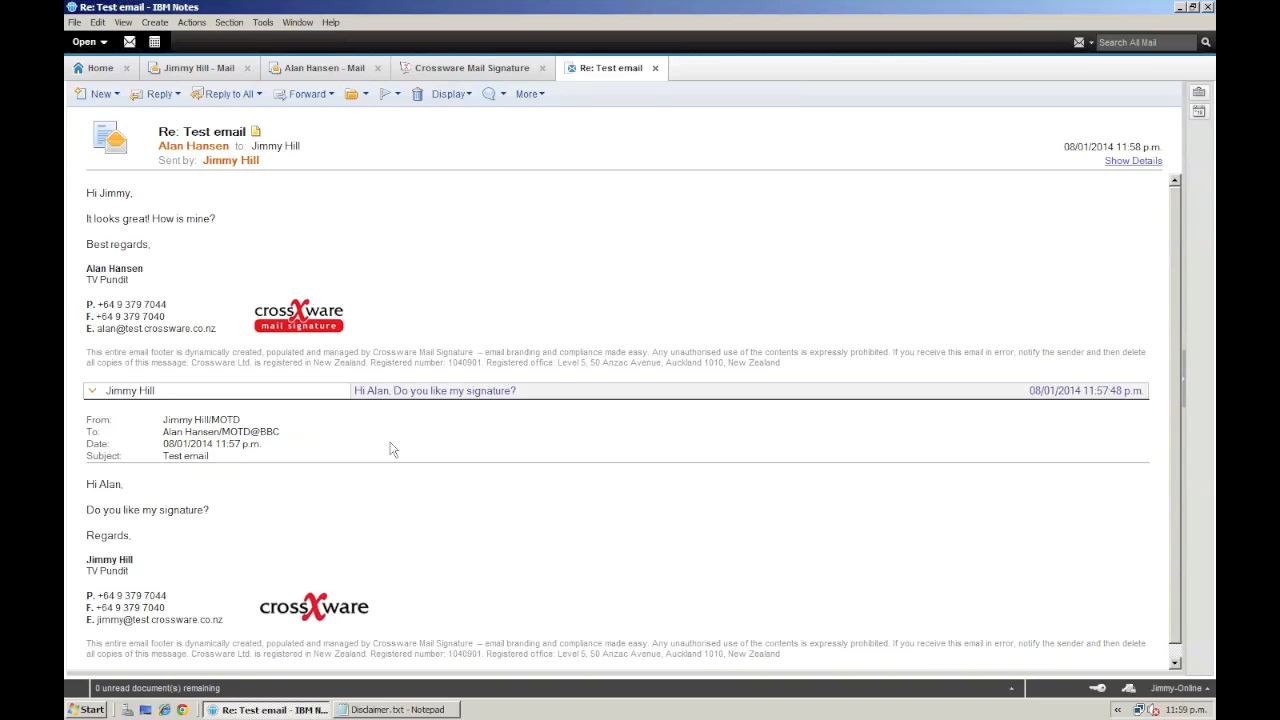 Re: Test email - IBM Notes
File Edit View Create Actions Section Tools Window Help
Open Search All Mail
Home Jimmy Hill - Mail Alan Hansen - Mail Crossware Mail Signature Re: Test email
New Reply Reply to All Forward Display More
Re: Test email
Alan Hansen to: Jimmy Hill 08/01/2014 11:58 p.m.
Sent by: Jimmy Hill Show Details
Hi Jimmy,
It looks great! How is mine?
Best regards,
Alan Hansen
TV Pundit
P. +64 9 379 7044
F. +64 9 379 7040
E. alan@test.crossware.co.nz
crossXware
mail signature
This entire email footer is dynamically created, populated and managed by Crossware Mail Signature – email branding and compliance made easy. Any unauthorised use of the contents is expressly prohibited. If you receive this email in error, notify the sender and then delete
all copies of this message. Crossware Ltd. is registered in New Zealand. Registered number: 1040901. Registered office: Level 5, 50 Anzac Avenue, Auckland 1010, New Zealand
Jimmy Hill Hi Alan, Do you like my signature? 08/01/2014 11:57:48 p.m.
From: Jimmy Hill/MOTD
To: Alan Hansen/MOTD@BBC
Date: 08/01/2014 11:57 p.m.
Subject: Test email
Hi Alan,
Do you like my signature?
Regards,
Jimmy Hill
TV Pundit
P. +64 9 379 7044
F. +64 9 379 7040
E. jimmy@test.crossware.co.nz
crossXware
This entire email footer is dynamically created, populated and managed by Crossware Mail Signature – email branding and compliance made easy. Any unauthorised use of the contents is expressly prohibited. If you receive this email in error, notify the sender and then delete
all copies of this message. Crossware Ltd. is registered in New Zealand. Registered number: 1040901. Registered office: Level 5, 50 Anzac Avenue, Auckland 1010, New Zealand
0 unread document(s) remaining Jimmy-Online
Start Re: Test email - IBM N... Disclaimer.txt - Notepad « 11:59 p.m.